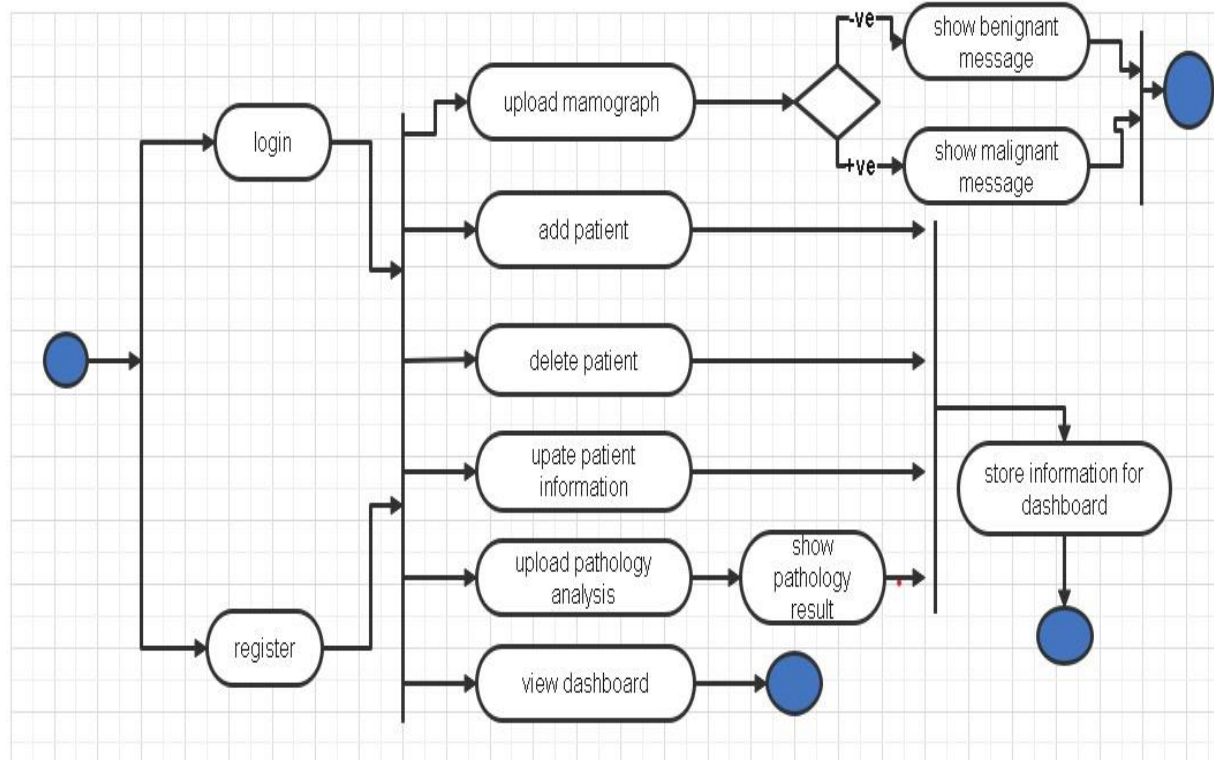 -ve
show benignant
message
upload mamograph
login
+ve
show malignant
message
add patient
delete patient
upate patient
information
store information for
dashboard
upload pathology
analysis
show
pathology
result
register
view dashboard